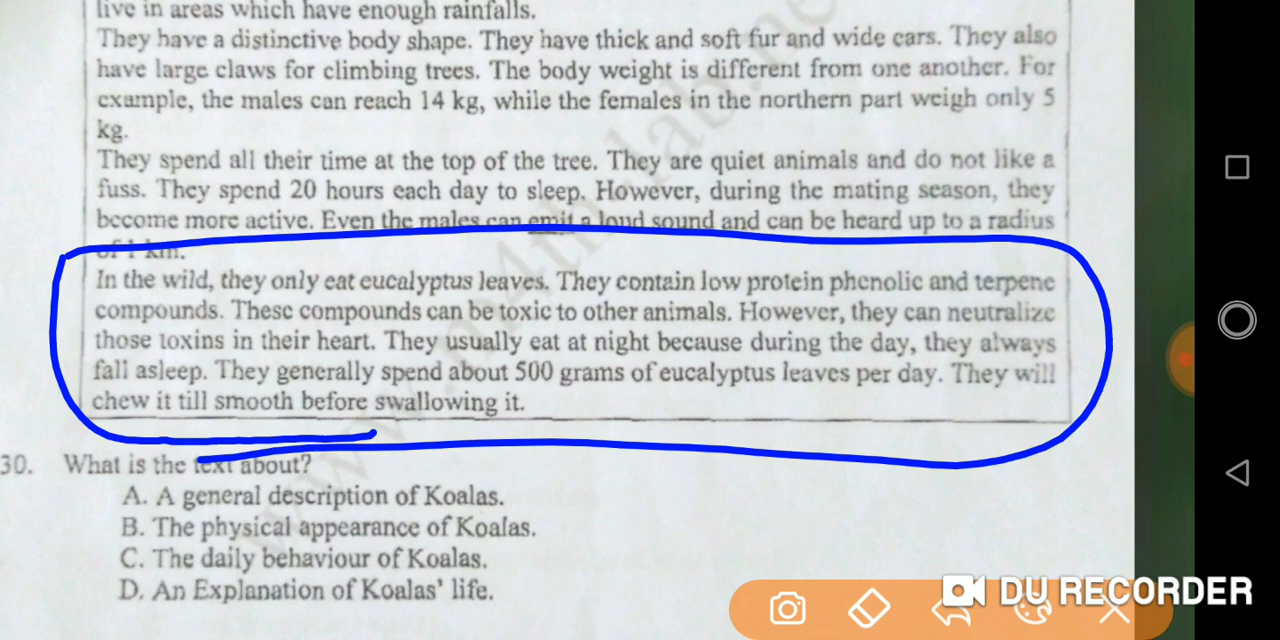 live in areas which have enough rainfalls.
They have a distinctive body shape. They have thick and soft fur and wide ears. They also
have large claws for climbing trees. The body weight is different from one another. For
example, the males can reach 14 kg, while the females in the northern part weigh only 5
kg.
They spend all their time at the top of the tree. They are quiet animals and do not like a
fuss. They spend 20 hours each day to sleep. However, during the mating season, they
become more active. Even the males can emit a loud sound and can be heard up to a radius
of 1 km.
In the wild, they only eat eucalyptus leaves. They contain low protein phenolic and terpene
compounds. These compounds can be toxic to other animals. However, they can neutralize
those toxins in their heart. They usually eat at night because during the day, they always
fall asleep. They generally spend about 500 grams of eucalyptus leaves per day. They will
chew it till smooth before swallowing it.
30. What is the text about?
A. A general description of Koalas.
B. The physical appearance of Koalas.
C. The daily behaviour of Koalas.
D. An Explanation of Koalas' life.
DU RECORDER